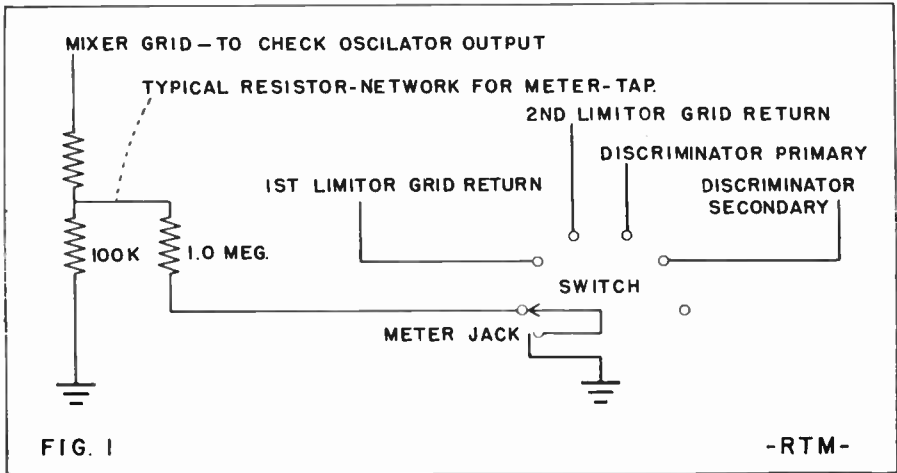 MIXER GRID – TO CHECK OSCILATOR OUTPUT
TYPICAL RESISTOR-NETWORK FOR METER-TAP.
2ND LIMITOR GRID RETURN
DISCRIMINATOR PRIMARY
1ST LIMITOR GRID RETURN
DISCRIMINATOR
SECONDARY
100K
1.0 MEG.
SWITCH
METER JACK
FIG. 1
-RTM-